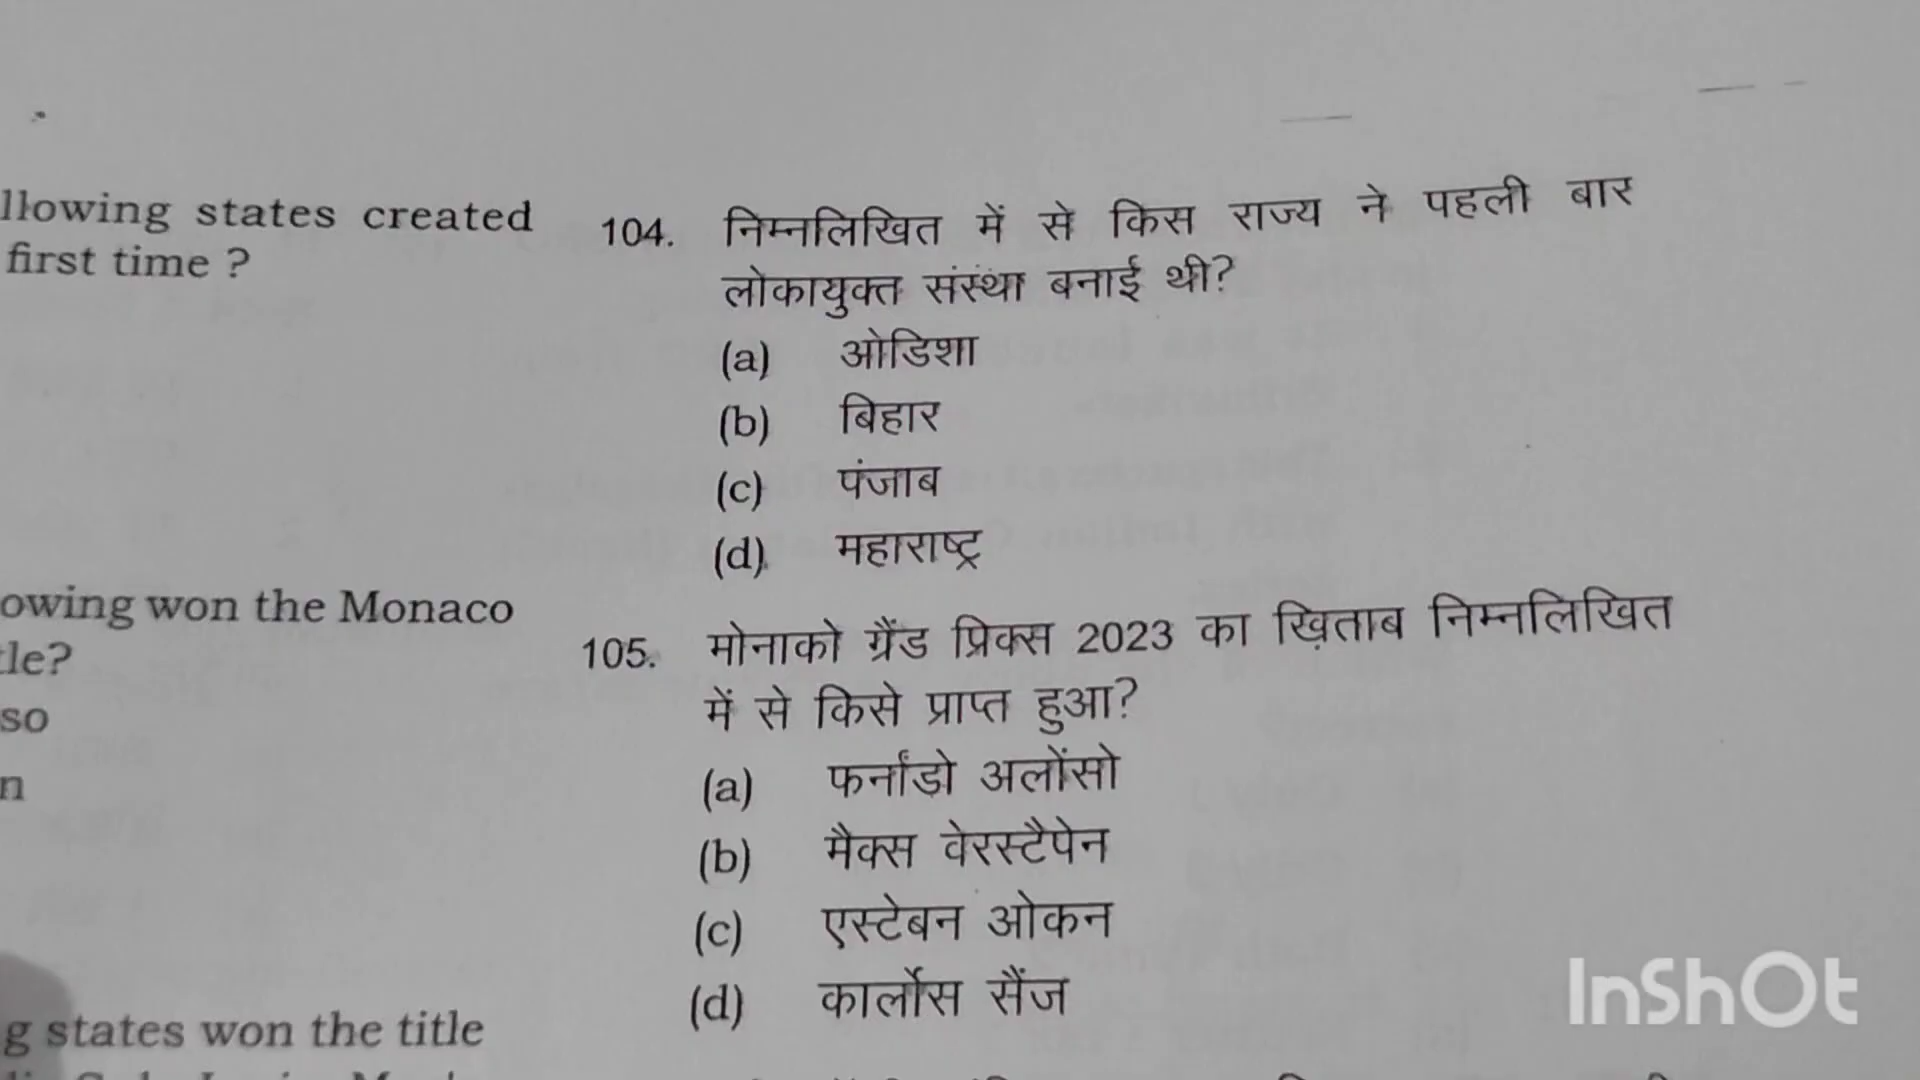 llowing states created
first time ?
owing won the Monaco
le?
so
n
g states won the title
104. निम्नलिखित में से किस राज्य ने पहली बार
लोकायुक्त संस्था बनाई थी?
(a) ओडिशा
(b) बिहार
(c) पंजाब
(d) महाराष्ट्र
105. मोनाको ग्रैंड प्रिक्स 2023 का ख़िताब निम्नलिखित
में से किसे प्राप्त हुआ?
(a) फर्नांडो अलोंसो
(b) मैक्स वेरस्टैपेन
(c) एस्टेबन ओकन
(d) कार्लोस सैंज
InShOt